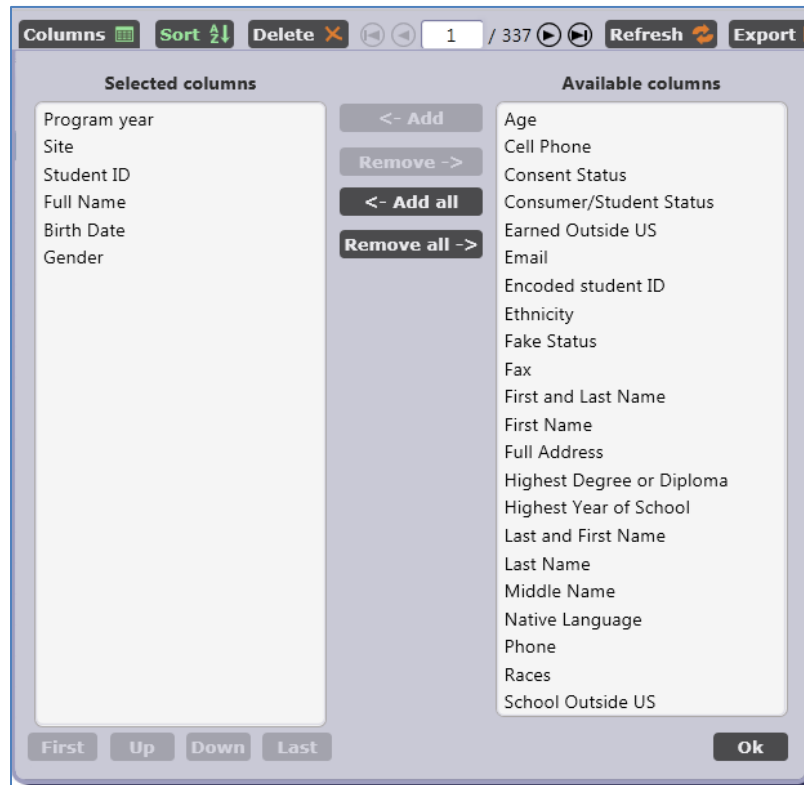 Columns Sort Delete 1 / 337 Refresh Export
Selected columns
Program year
Site
Student ID
Full Name
Birth Date
Gender
<- Add
Remove ->
<- Add all
Remove all ->
Available columns
Age
Cell Phone
Consent Status
Consumer/Student Status
Earned Outside US
Email
Encoded student ID
Ethnicity
Fake Status
Fax
First and Last Name
First Name
Full Address
Highest Degree or Diploma
Highest Year of School
Last and First Name
Last Name
Middle Name
Native Language
Phone
Races
School Outside US
First Up Down Last
Ok